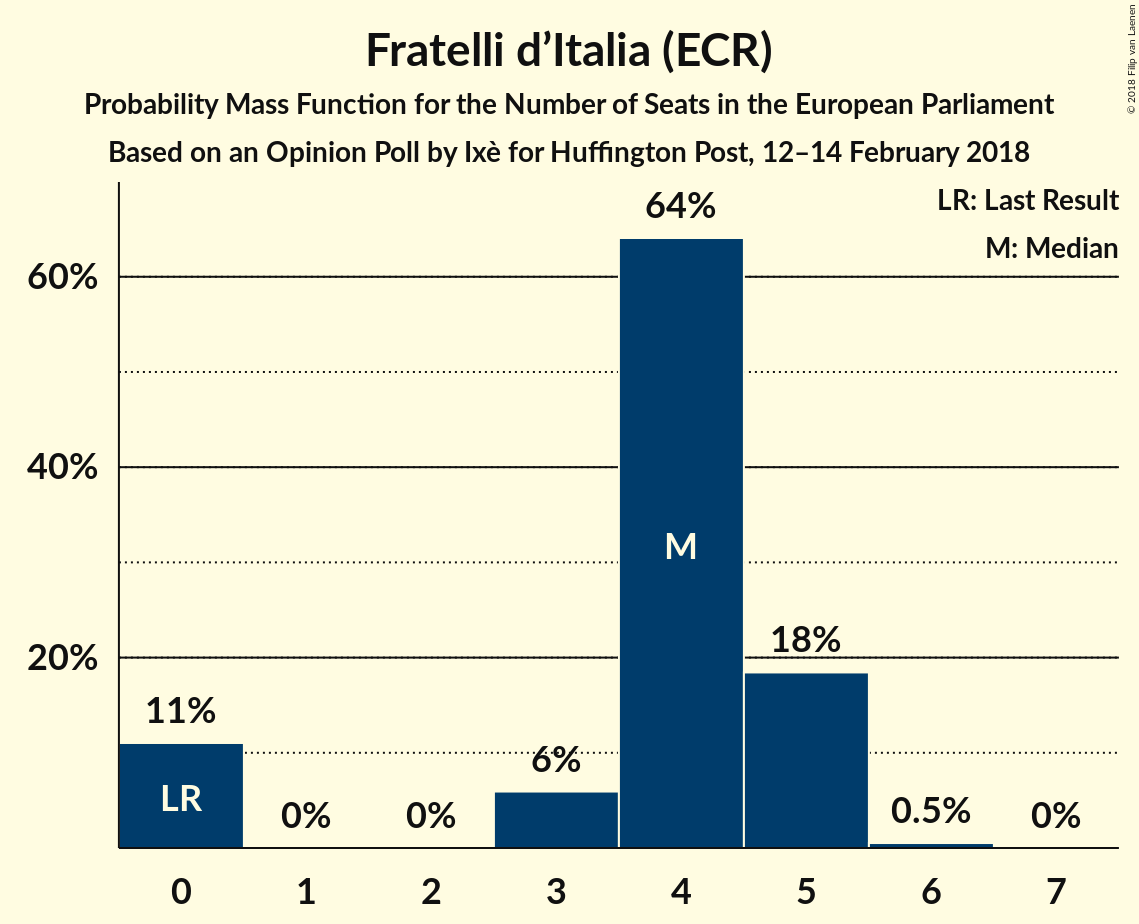 Fratelli d’Italia (ECR)
Probability Mass Function for the Number of Seats in the European Parliament
Based on an Opinion Poll by Ixè for Huffington Post, 12–14 February 2018
© 2018 Filip van Laenen
LR: Last Result
M: Median
60%
40%
20%
11%
0%
0%
6%
64%
18%
0.5%
0%
LR
M
0 1 2 3 4 5 6 7